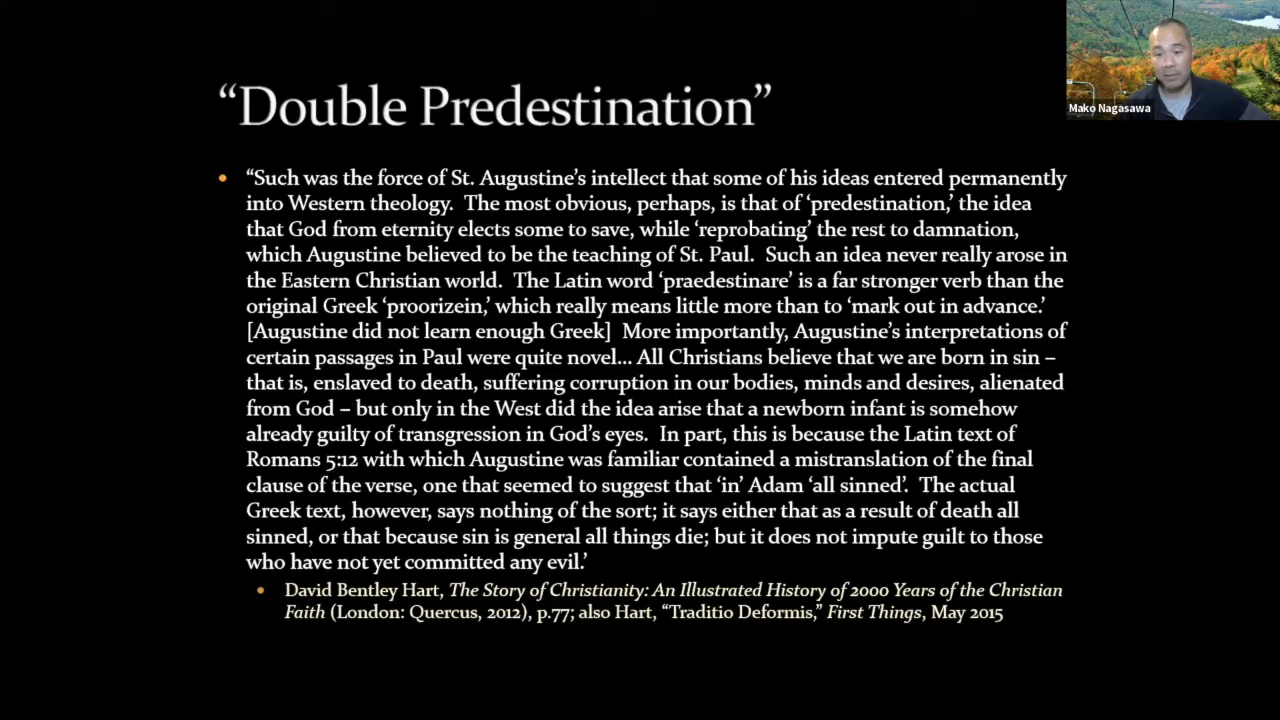 “Double Predestination”
Mako Nagasawa
“Such was the force of St. Augustine’s intellect that some of his ideas entered permanently
into Western theology.  The most obvious, perhaps, is that of ‘predestination,’ the idea
that God from eternity elects some to save, while ‘reprobating’ the rest to damnation,
which Augustine believed to be the teaching of St. Paul.  Such an idea never really arose in
the Eastern Christian world.  The Latin word ‘praedestinare’ is a far stronger verb than the
original Greek ‘proorizein,’ which really means little more than to ‘mark out in advance.’
[Augustine did not learn enough Greek]  More importantly, Augustine’s interpretations of
certain passages in Paul were quite novel… All Christians believe that we are born in sin –
that is, enslaved to death, suffering corruption in our bodies, minds and desires, alienated
from God – but only in the West did the idea arise that a newborn infant is somehow
already guilty of transgression in God’s eyes.  In part, this is because the Latin text of
Romans 5:12 with which Augustine was familiar contained a mistranslation of the final
clause of the verse, one that seemed to suggest that ‘in’ Adam ‘all sinned’.  The actual
Greek text, however, says nothing of the sort; it says either that as a result of death all
sinned, or that because sin is general all things die; but it does not impute guilt to those
who have not yet committed any evil.’
David Bentley Hart, The Story of Christianity: An Illustrated History of 2000 Years of the Christian
Faith (London: Quercus, 2012), p.77; also Hart, “Traditio Deformis,” First Things, May 2015